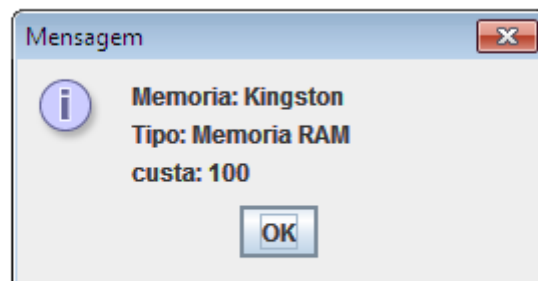 Mensagem
Memoria: Kingston
Tipo: Memoria RAM
custa: 100
OK